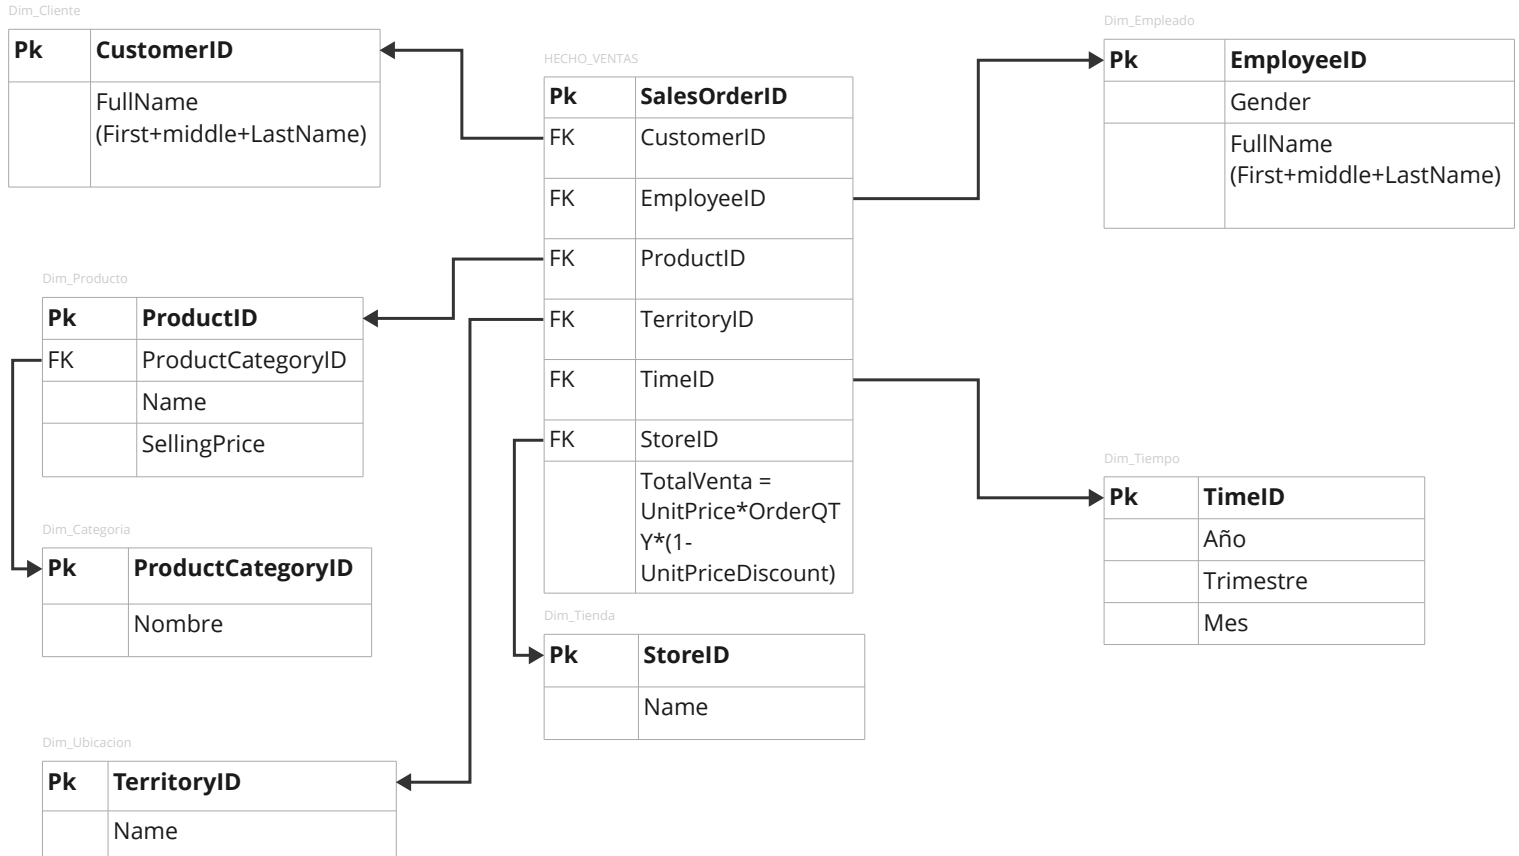 Dim_Cliente
Pk CustomerID
FullName
(First+middle+LastName)
HECHO_VENTAS
Pk SalesOrderID
FK CustomerID
FK EmployeeID
FK ProductID
FK TerritoryID
FK TimeID
FK StoreID
TotalVenta =
UnitPrice*OrderQT
Y*(1-
UnitPriceDiscount)
Dim_Empleado
Pk EmployeeID
Gender
FullName
(First+middle+LastName)
Dim_Producto
Pk ProductID
FK ProductCategoryID
Name
SellingPrice
Dim_Categoria
Pk ProductCategoryID
Nombre
Dim_Tienda
Pk StoreID
Name
Dim_Tiempo
Pk TimeID
Año
Trimestre
Mes
Dim_Ubicacion
Pk TerritoryID
Name